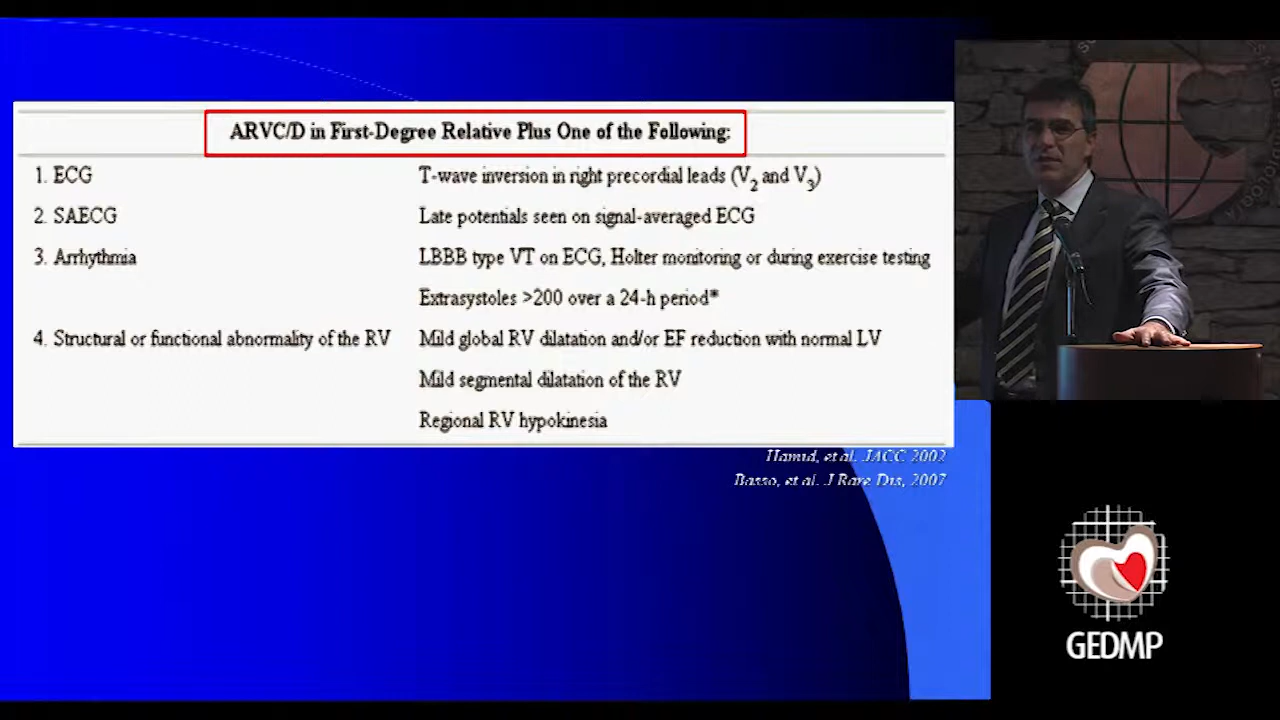 ARVC/D in First-Degree Relative Plus One of the Following:
1. ECG T-wave inversion in right precordial leads (V2 and V3)
2. SAECG Late potentials seen on signal-averaged ECG
3. Arrhythmia LBBB type VT on ECG, Holter monitoring or during exercise testing
Extrasystoles >200 over a 24-h period*
4. Structural or functional abnormality of the RV Mild global RV dilatation and/or EF reduction with normal LV
Mild segmental dilatation of the RV
Regional RV hypokinesia
Hamid, et al. JACC 2002
Basso, et al. J Rare Dis, 2007
GEDMP